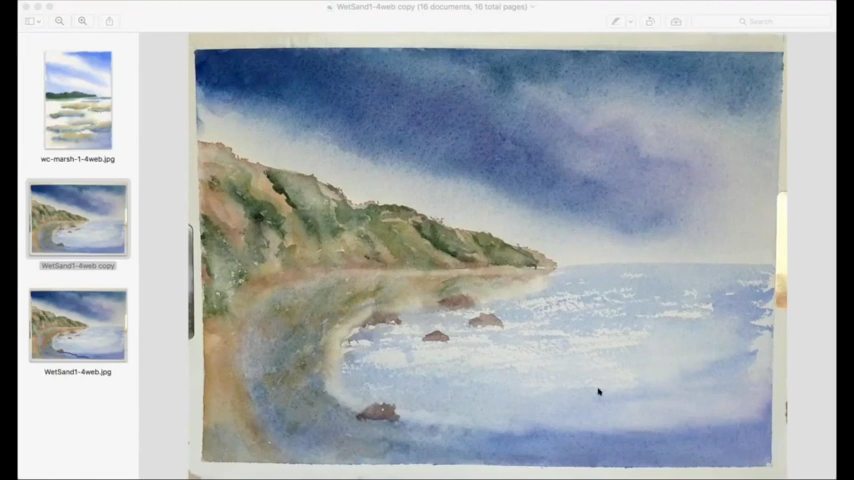 WetSand1-4web copy (16 documents, 16 total pages)
Search
wc-marsh-1-4web.jpg
WetSand1-4web copy
WetSand1-4web.jpg